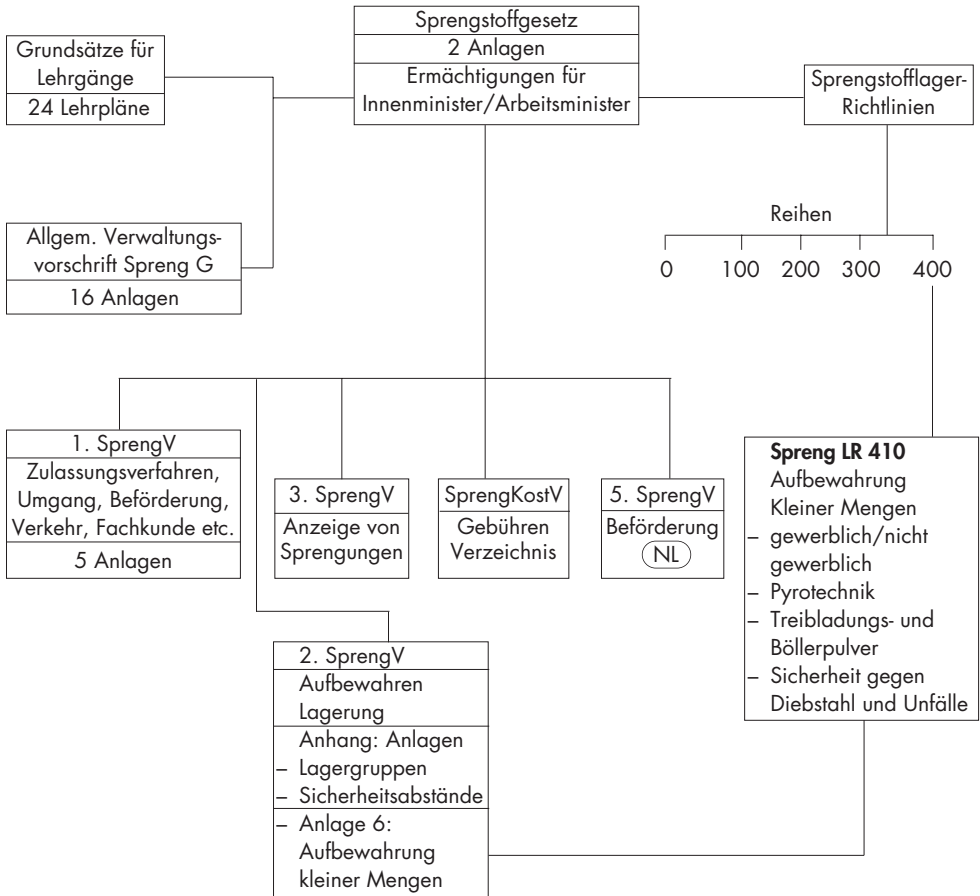 Sprengstoffgesetz
2 Anlagen
Ermächtigungen für
Innenminister/Arbeitsminister
Grundsätze für
Lehrgänge
24 Lehrpläne
Sprengstofflager-
Richtlinien
Allgem. Verwaltungs-
vorschrift Spreng G
16 Anlagen
Reihen
0 100 200 300 400
1. SprengV
Zulassungsverfahren,
Umgang, Beförderung,
Verkehr, Fachkunde etc.
5 Anlagen
3. SprengV
Anzeige von
Sprengungen
SprengKostV
Gebühren
Verzeichnis
5. SprengV
Beförderung
NL
Spreng LR 410
Aufbewahrung
Kleiner Mengen
– gewerblich/nicht
gewerblich
– Pyrotechnik
– Treibladungs- und
Böllerpulver
– Sicherheit gegen
Diebstahl und Unfälle
2. SprengV
Aufbewahren
Lagerung
Anhang: Anlagen
– Lagergruppen
– Sicherheitsabstände
– Anlage 6:
Aufbewahrung
kleiner Mengen